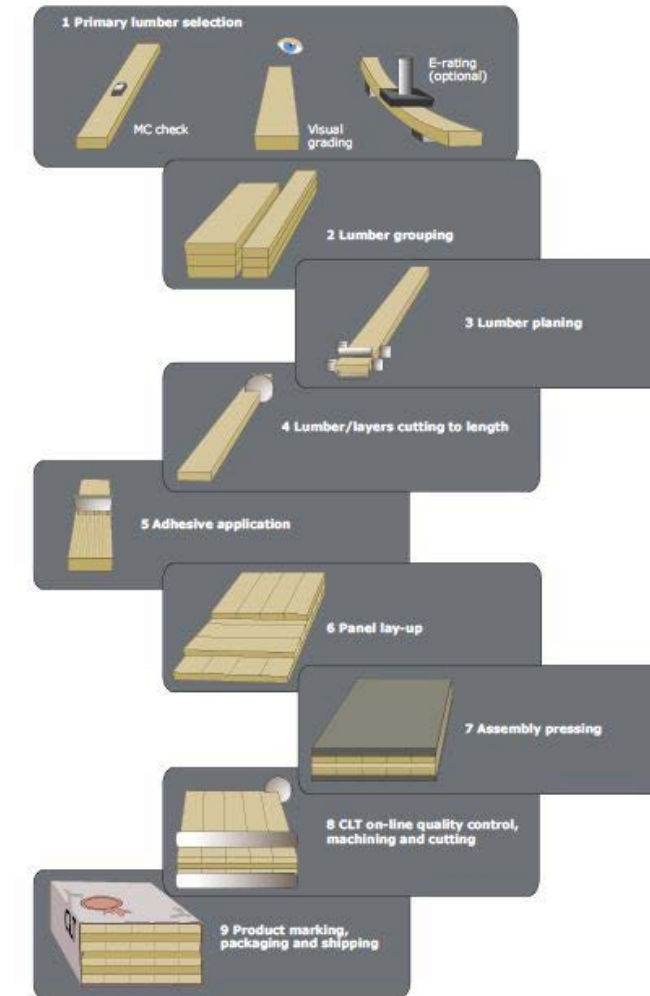 1 Primary lumber selection
MC check
Visual
grading
E-rating
(optional)
2 Lumber grouping
3 Lumber planing
4 Lumber/layers cutting to length
5 Adhesive application
6 Panel lay-up
7 Assembly pressing
8 CLT on-line quality control,
machining and cutting
9 Product marking,
packaging and shipping
CLT